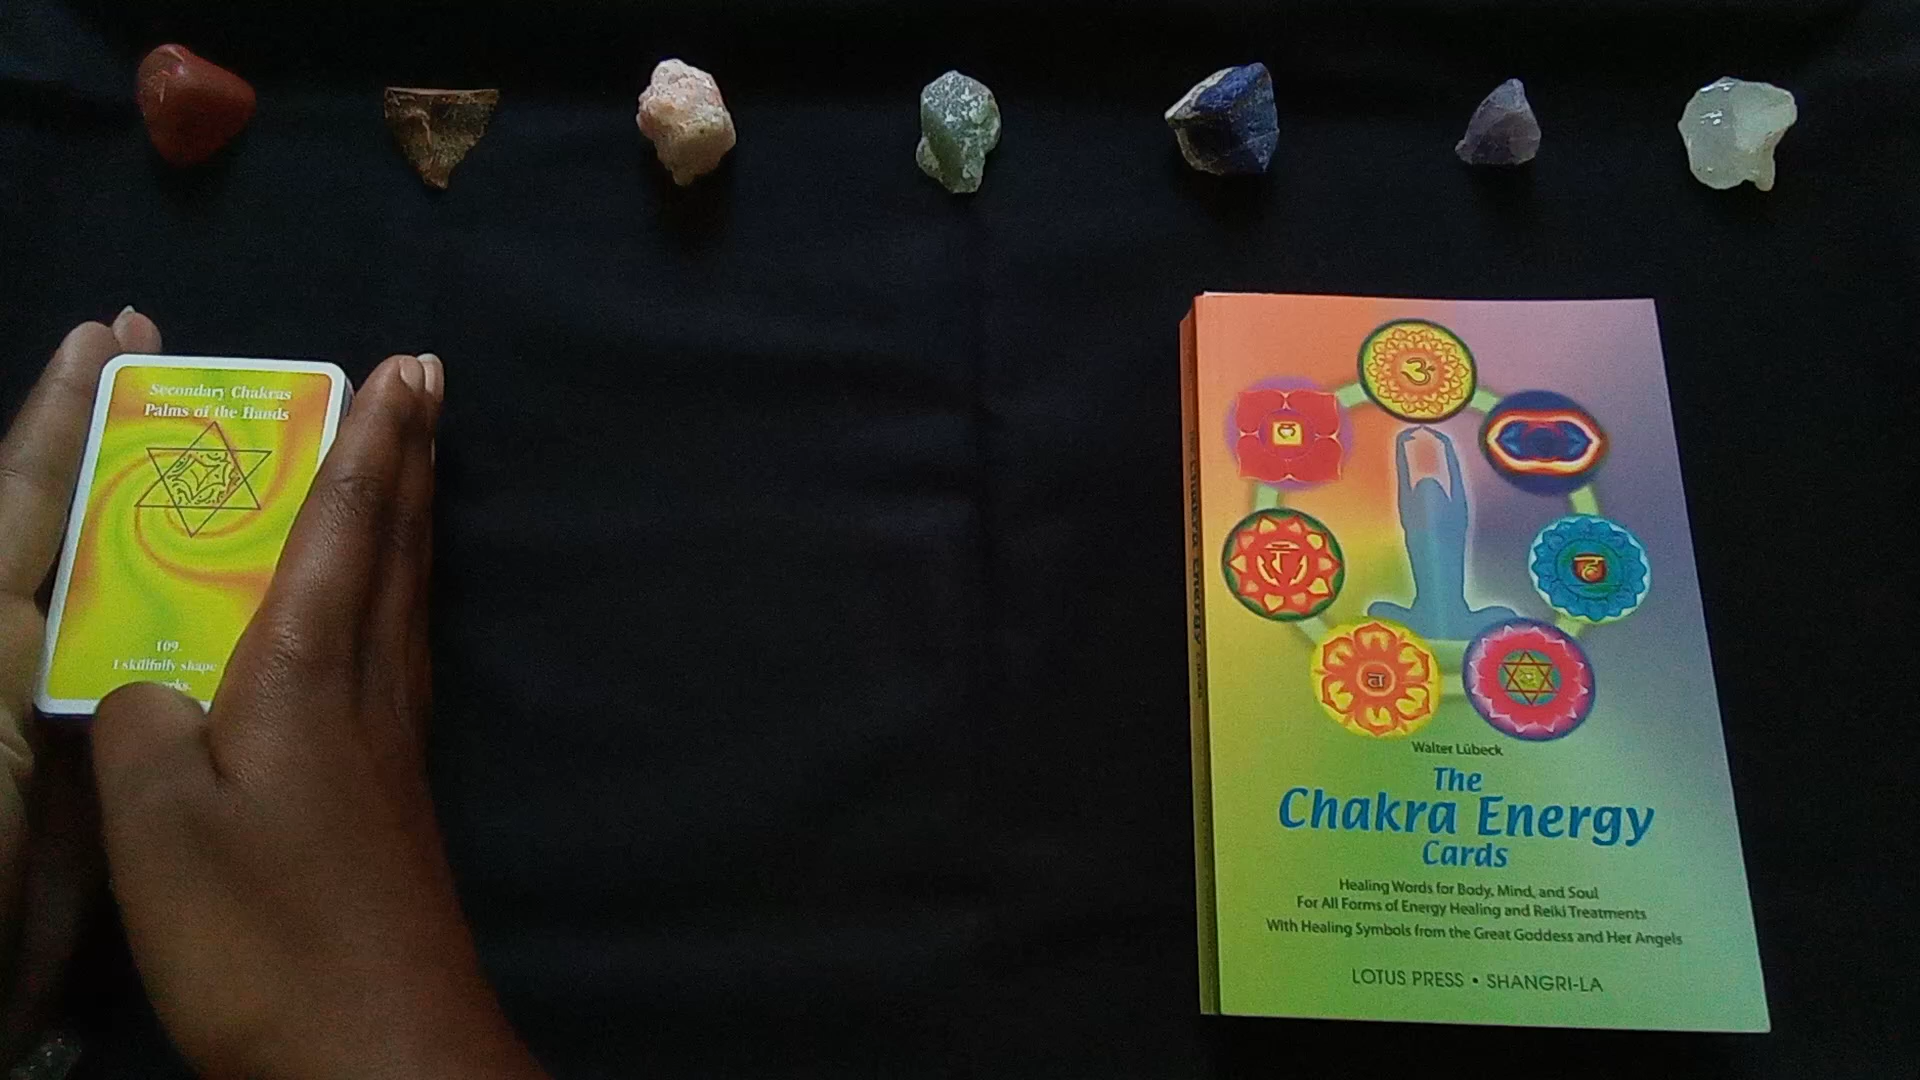 Secondary Chakras
Palms of the Hands
109.
I skillfully shape
Walter Lübeck
The
Chakra Energy
Cards
Healing Words for Body, Mind, and Soul
For All Forms of Energy Healing and Reiki Treatments
With Healing Symbols from the Great Goddess and Her Angels
LOTUS PRESS • SHANGRI-LA